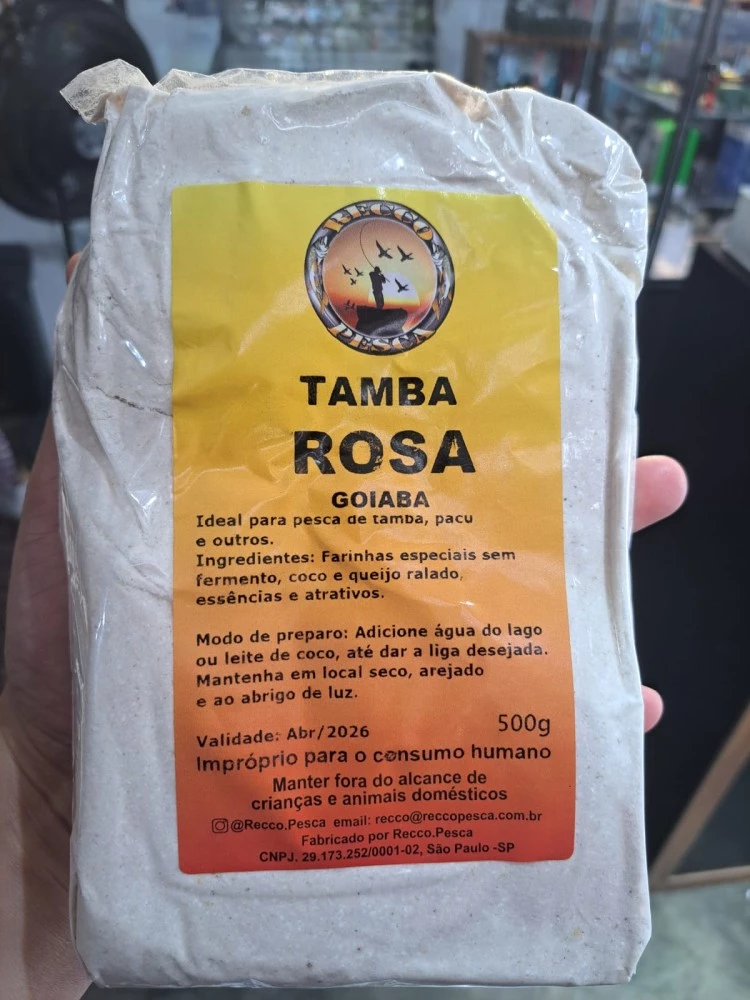 RECCO
PESCA
TAMBA
ROSA
GOIABA
Ideal para pesca de tamba, pacu
e outros.
Ingredientes: Farinhas especiais sem
fermento, coco e queijo ralado,
essências e atrativos.
Modo de preparo: Adicione água do lago
ou leite de coco, até dar a liga desejada.
Mantenha em local seco, arejado
e ao abrigo de luz.
Validade: Abr/2026 500g
Impróprio para o consumo humano
Manter fora do alcance de
crianças e animais domésticos
@Recco.Pesca email: recco@reccopesca.com.br
Fabricado por Recco.Pesca
CNPJ. 29.173.252/0001-02, São Paulo -SP